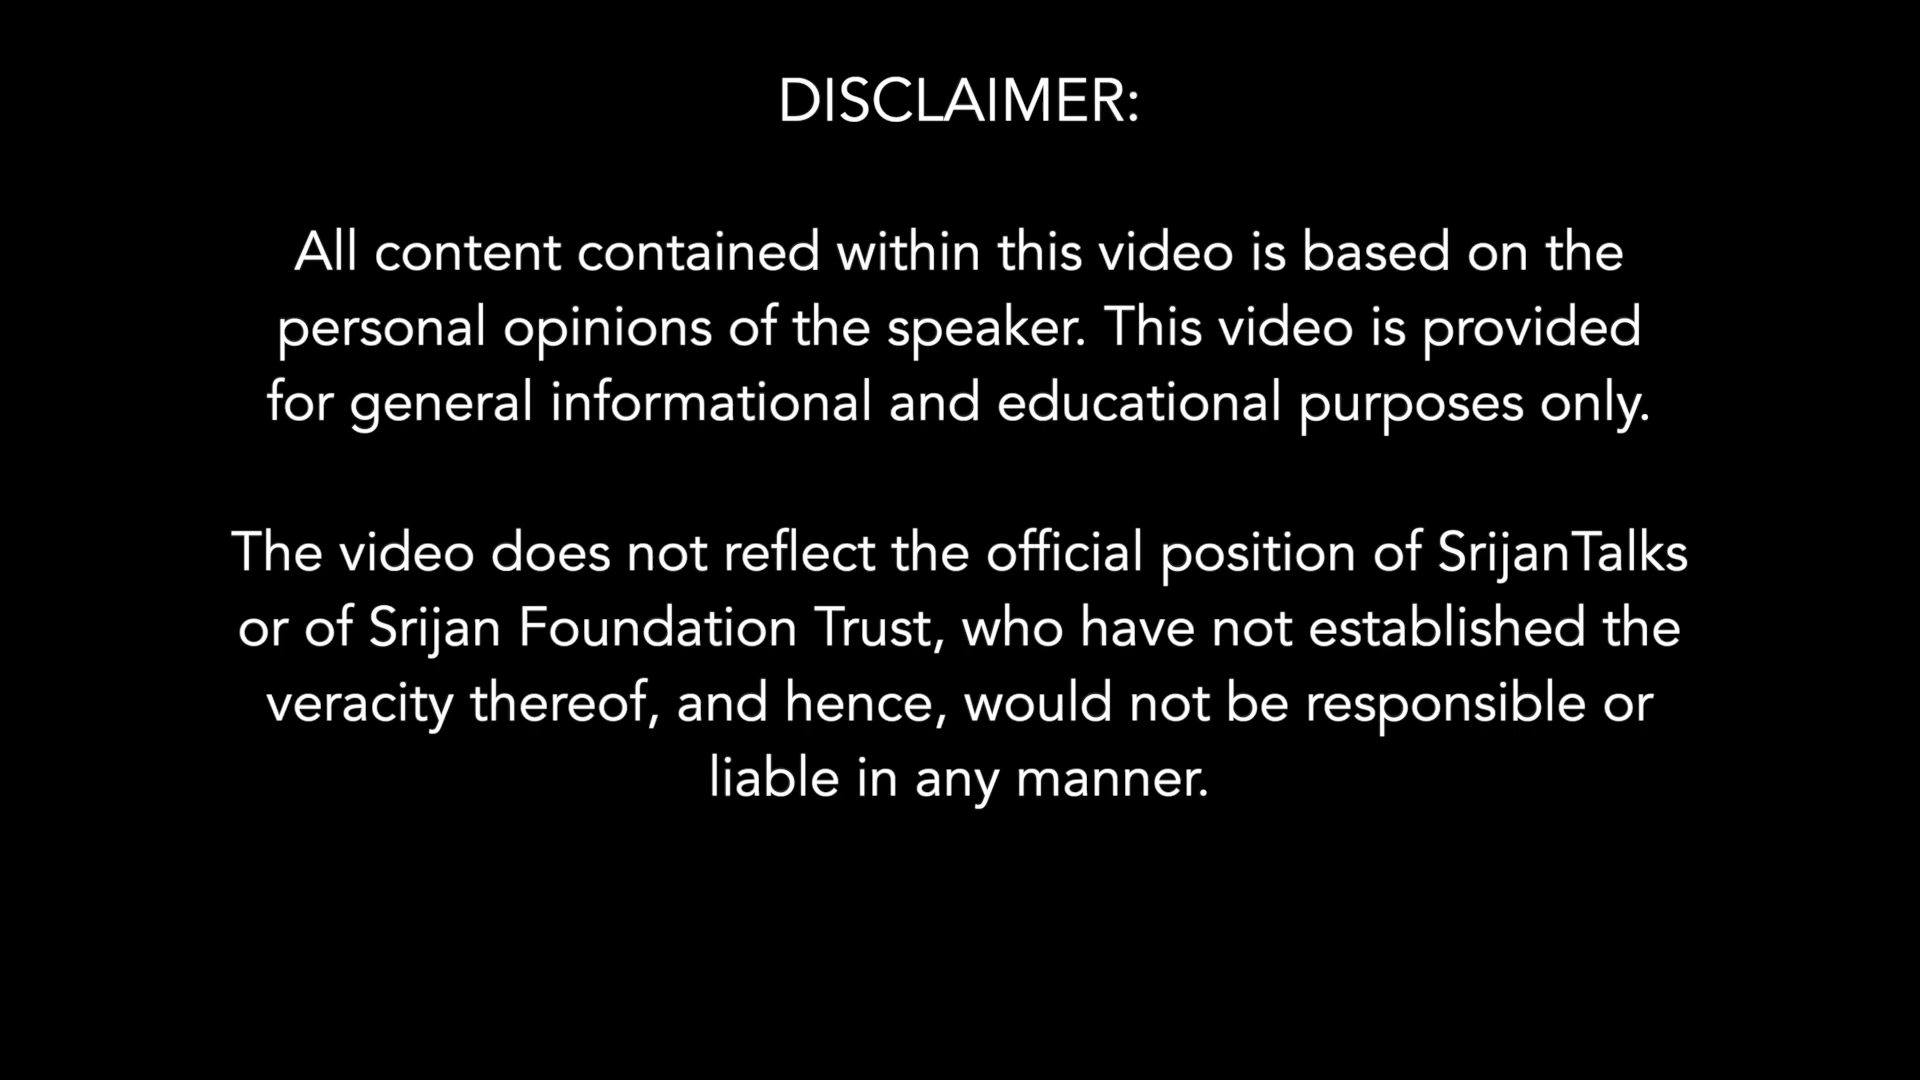 DISCLAIMER:
All content contained within this video is based on the
personal opinions of the speaker. This video is provided
for general informational and educational purposes only.
The video does not reflect the official position of SrijanTalks
or of Srijan Foundation Trust, who have not established the
veracity thereof, and hence, would not be responsible or
liable in any manner.